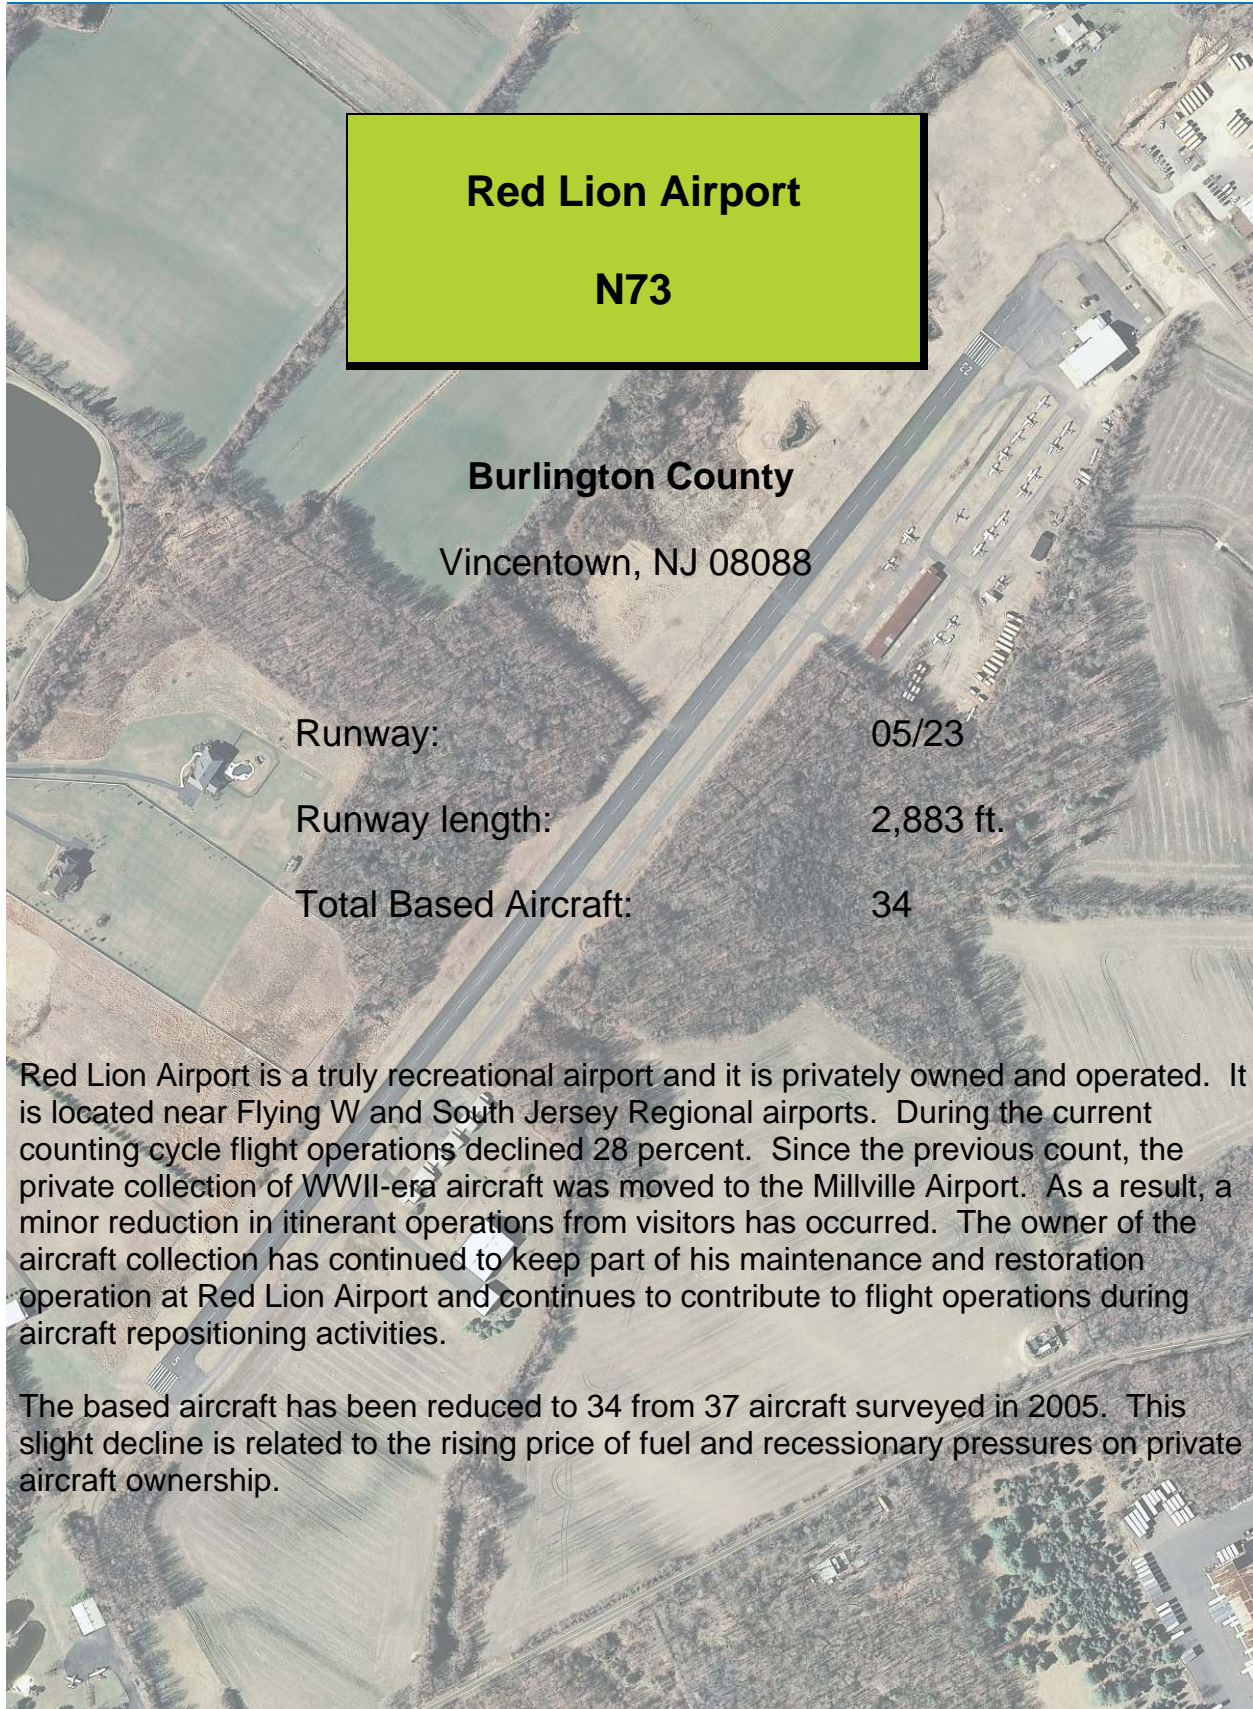 Red Lion Airport
N73
Burlington County
Vincentown, NJ 08088
Runway: 05/23
Runway length: 2,883 ft.
Total Based Aircraft: 34
Red Lion Airport is a truly recreational airport and it is privately owned and operated. It
is located near Flying W and South Jersey Regional airports. During the current
counting cycle flight operations declined 28 percent. Since the previous count, the
private collection of WWII-era aircraft was moved to the Millville Airport. As a result, a
minor reduction in itinerant operations from visitors has occurred. The owner of the
aircraft collection has continued to keep part of his maintenance and restoration
operation at Red Lion Airport and continues to contribute to flight operations during
aircraft repositioning activities.
The based aircraft has been reduced to 34 from 37 aircraft surveyed in 2005. This
slight decline is related to the rising price of fuel and recessionary pressures on private
aircraft ownership.
23
5